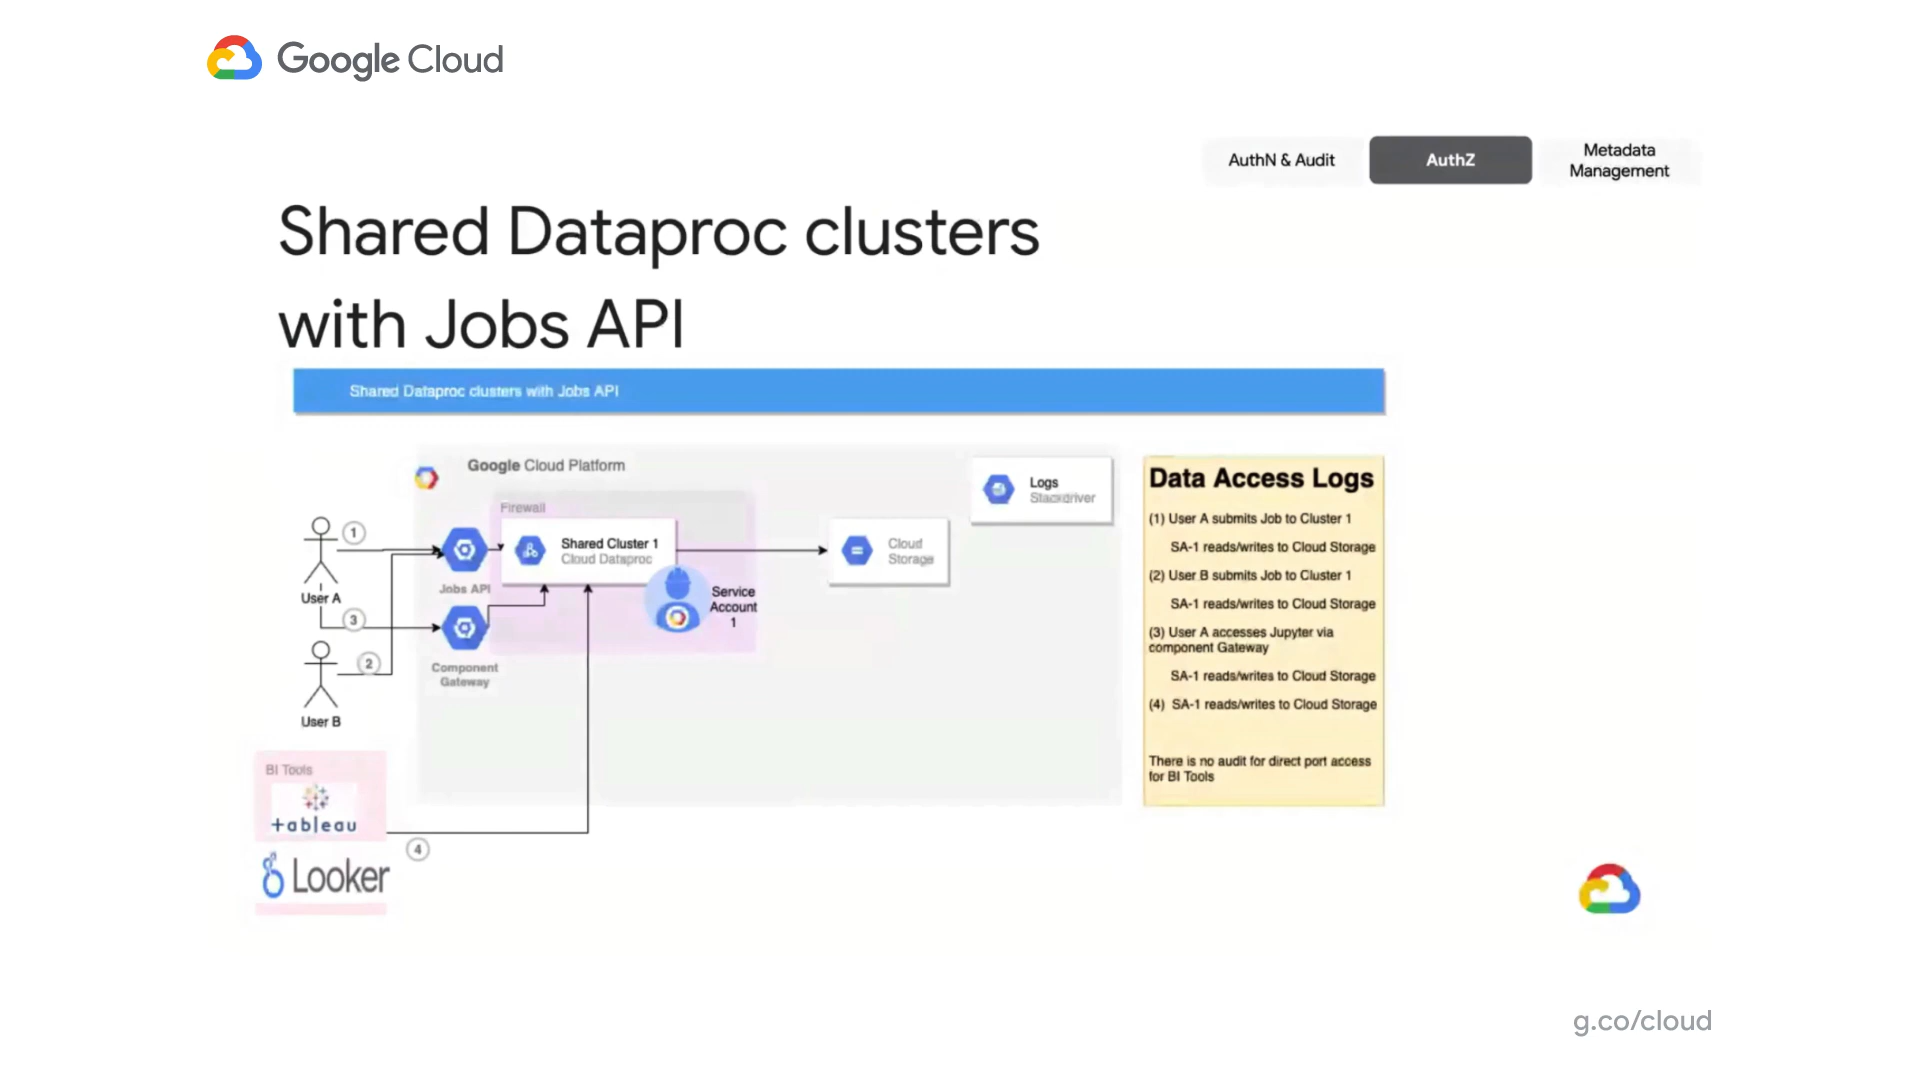 Google Cloud
AuthN & Audit
AuthZ
Metadata
Management
Shared Dataproc clusters
with Jobs API
Shared Dataproc clusters with Jobs API
Google Cloud Platform
Logs
Stackdriver
Firewall
Shared Cluster 1
Cloud Dataproc
Cloud
Storage
Jobs API
Service
Account
1
Component
Gateway
1
User A
3
2
User B
BI Tools
+ableau
Looker
4
Data Access Logs
(1) User A submits Job to Cluster 1
SA-1 reads/writes to Cloud Storage
(2) User B submits Job to Cluster 1
SA-1 reads/writes to Cloud Storage
(3) User A accesses Jupyter via
component Gateway
SA-1 reads/writes to Cloud Storage
(4) SA-1 reads/writes to Cloud Storage
There is no audit for direct port access
for BI Tools
g.co/cloud